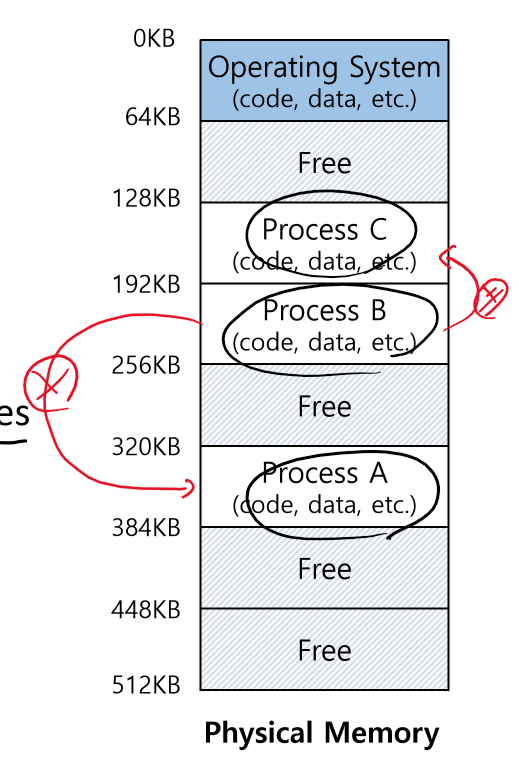 0KB
Operating System
(code, data, etc.)
64KB
Free
128KB
Process C
(code, data, etc.)
192KB
Process B
(code, data, etc.)
256KB
Free
es
320KB
Process A
(code, data, etc.)
384KB
Free
448KB
Free
512KB
Physical Memory